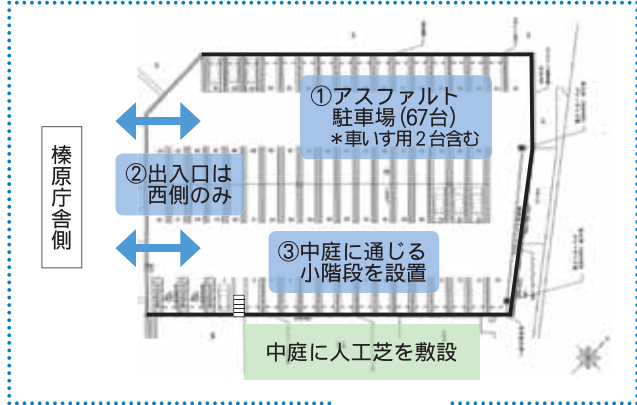 ①アスファルト
駐車場(67台)
＊車いす用2台含む
榛原庁舎側
②出入口は
西側のみ
③中庭に通じる
小階段を設置
中庭に人工芝を敷設